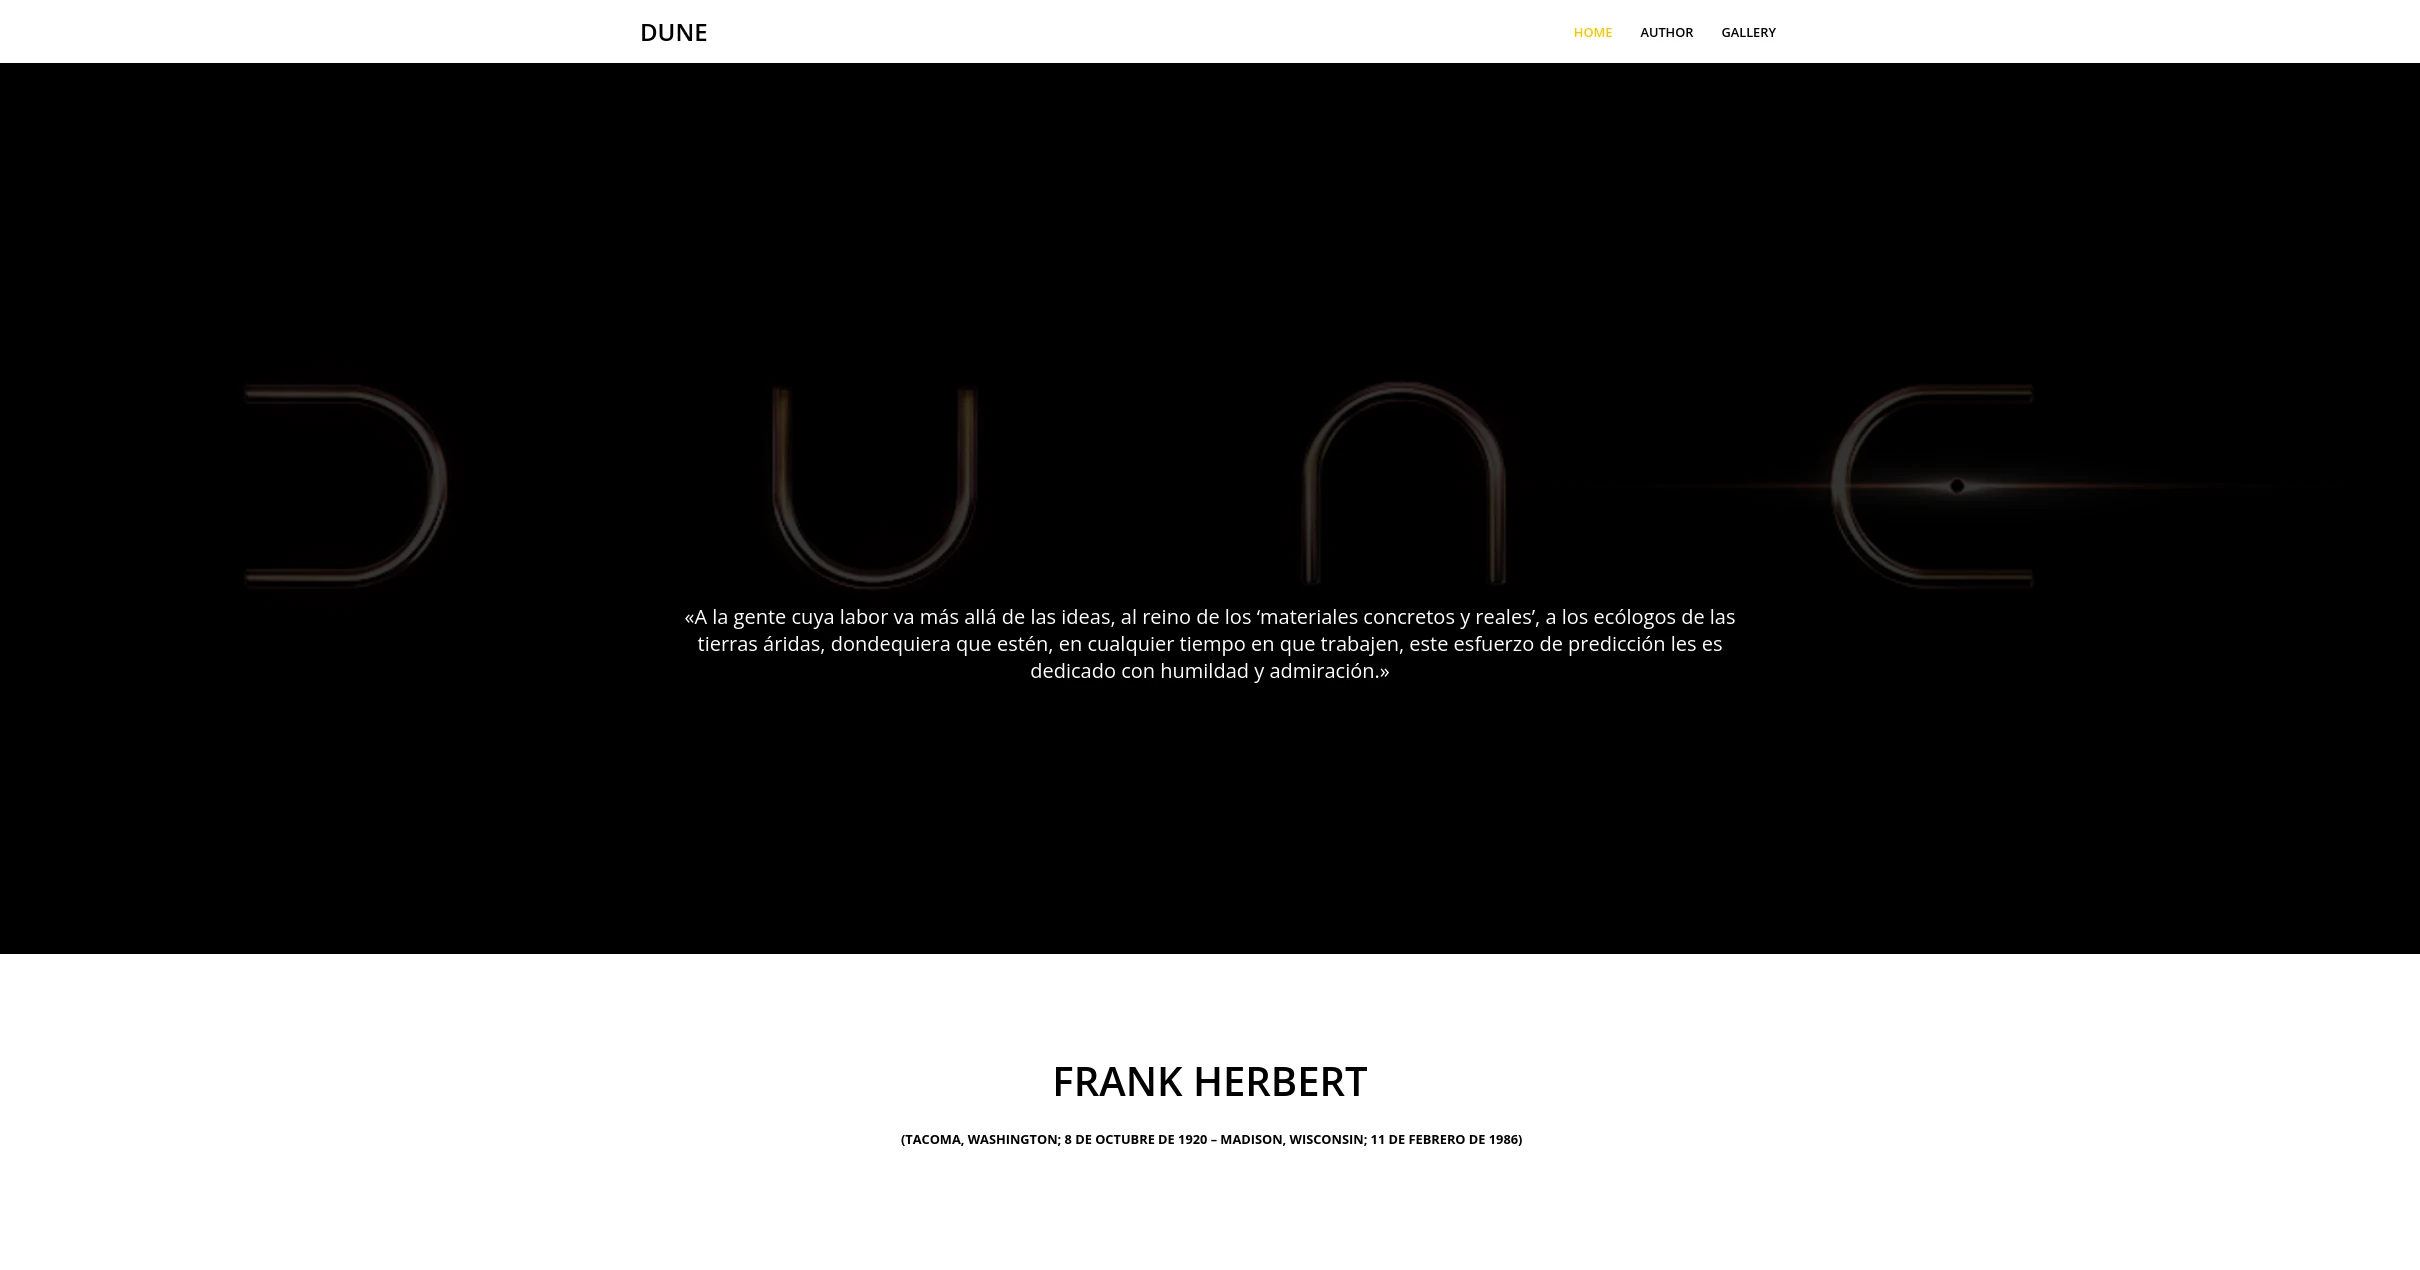 DUNE
HOME AUTHOR GALLERY
DUNE
«A la gente cuya labor va más allá de las ideas, al reino de los ‘materiales concretos y reales’, a los ecólogos de las
tierras áridas, dondequiera que estén, en cualquier tiempo en que trabajen, este esfuerzo de predicción les es
dedicado con humildad y admiración.»
FRANK HERBERT
(TACOMA, WASHINGTON; 8 DE OCTUBRE DE 1920 – MADISON, WISCONSIN; 11 DE FEBRERO DE 1986)